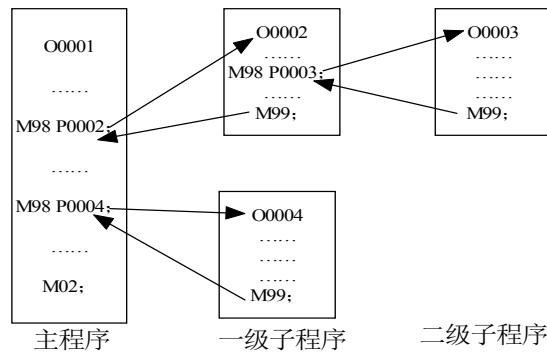 O0001
……
M98 P0002；
……
M98 P0004；
……
M02；
主程序
O0002
M98 P0003；
……
M99；
O0004
……
……
……
M99；
一级子程序
O0003
……
……
……
M99；
二级子程序